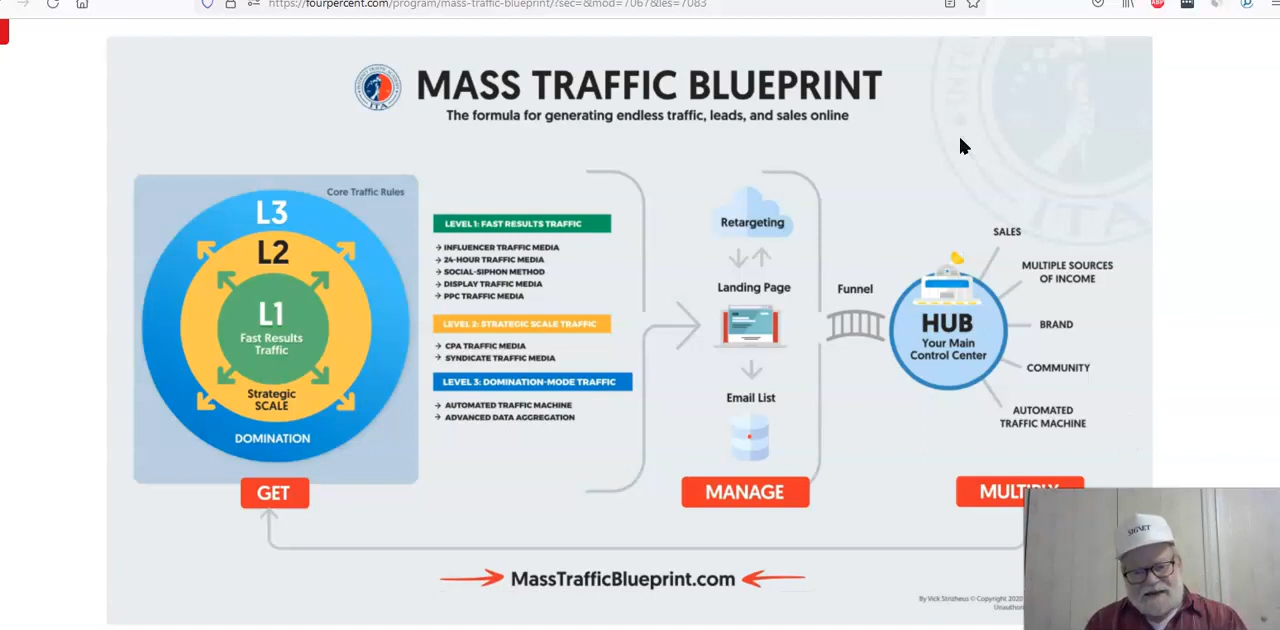 https://fourpercent.com/program/mass-traffic-blueprint/?sec=&mod=7067&les=7083
ABP
ITA
MASS TRAFFIC BLUEPRINT
The formula for generating endless traffic, leads, and sales online
Core Traffic Rules
L3
L2
L1
Fast Results
Traffic
Strategic
SCALE
DOMINATION
GET
LEVEL 1: FAST RESULTS TRAFFIC
→ INFLUENCER TRAFFIC MEDIA
→ 24-HOUR TRAFFIC MEDIA
→ SOCIAL-SIPHON METHOD
→ DISPLAY TRAFFIC MEDIA
→ PPC TRAFFIC MEDIA
LEVEL 2: STRATEGIC SCALE TRAFFIC
→ CPA TRAFFIC MEDIA
→ SYNDICATE TRAFFIC MEDIA
LEVEL 3: DOMINATION-MODE TRAFFIC
→ AUTOMATED TRAFFIC MACHINE
→ ADVANCED DATA AGGREGATION
Retargeting
Landing Page
Email List
MANAGE
Funnel
HUB
Your Main
Control Center
SALES
MULTIPLE SOURCES
OF INCOME
BRAND
COMMUNITY
AUTOMATED
TRAFFIC MACHINE
MULTIPLY
MassTrafficBlueprint.com
By Vick Strizheus © Copyright 2020
SIGNET
ITA